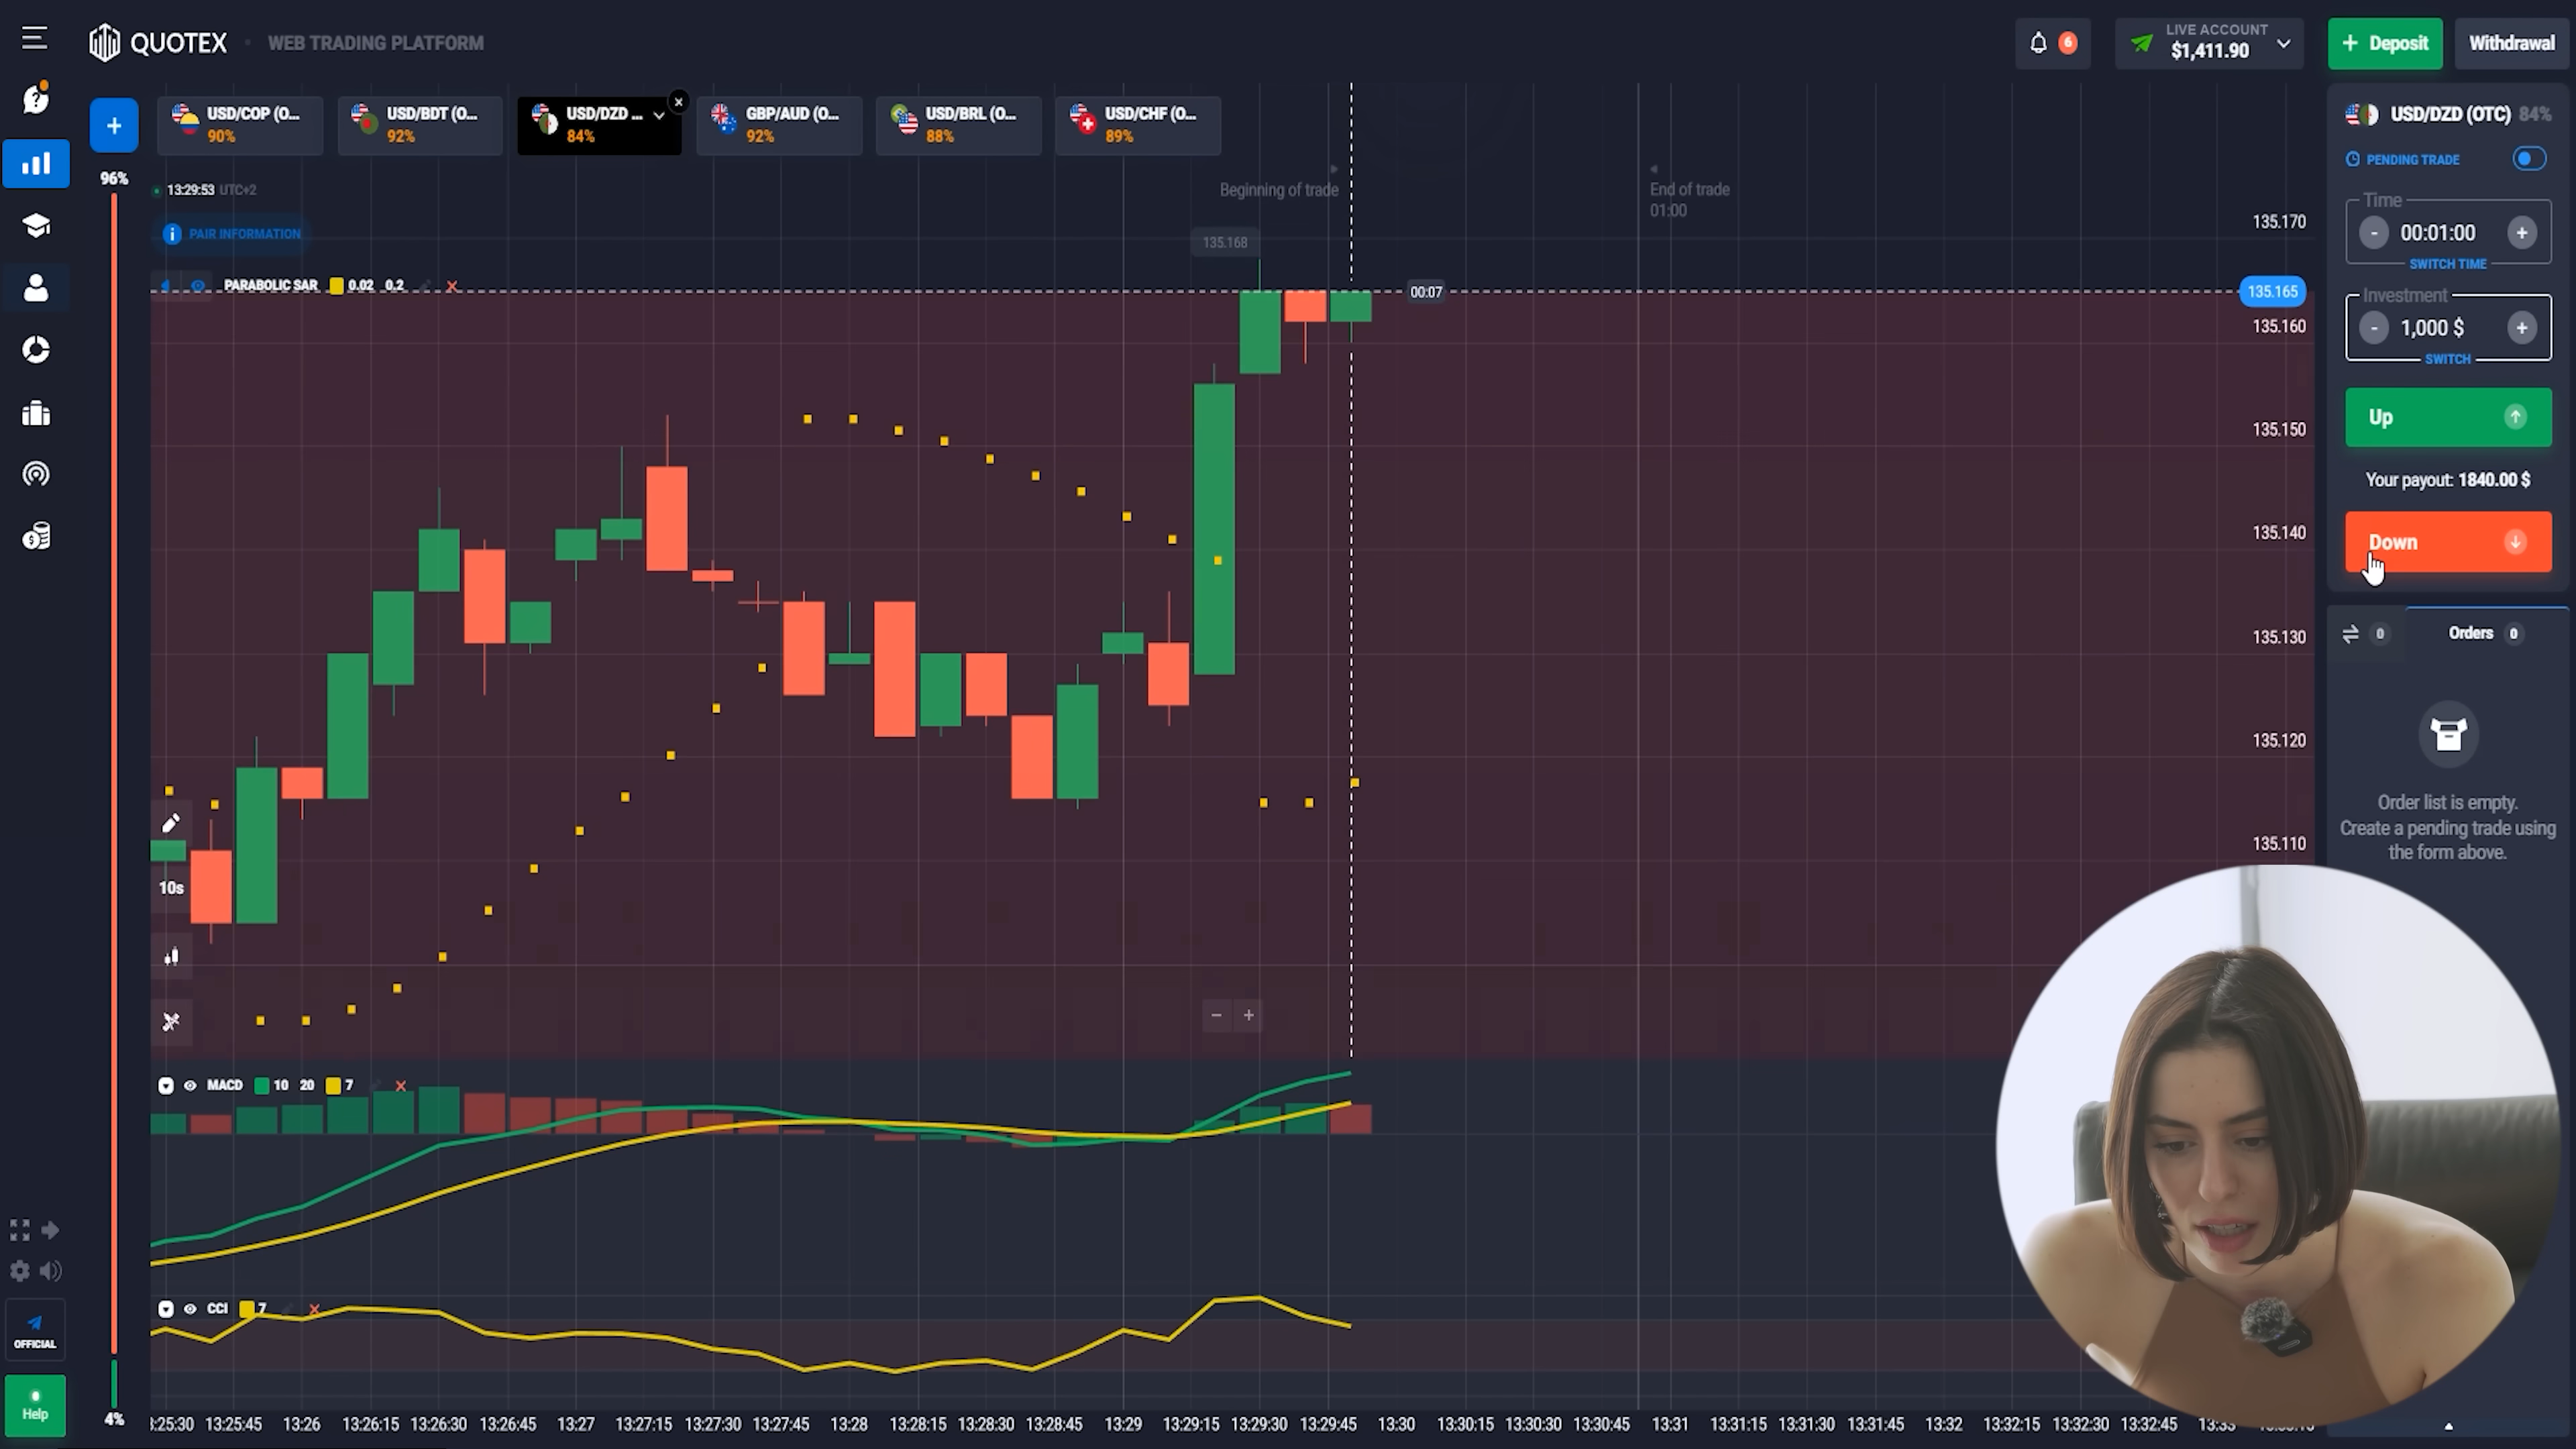 QUOTEX
WEB TRADING PLATFORM
6
LIVE ACCOUNT
$1,411.90
+ Deposit
Withdrawal
+
USD/COP (O...
90%
USD/BDT (O...
92%
USD/DZD ...
84%
GBP/AUD (O...
92%
USD/BRL (O...
88%
USD/CHF (O...
89%
96%
13:29:53 UTC+2
PAIR INFORMATION
PARABOLIC SAR 0.02 0.2
Beginning of trade
End of trade
01:00
135.168
00:07
135.170
135.165
135.160
135.150
135.140
135.130
135.120
135.110
10s
MACD 10 20 7
CCI 7
4%
OFFICIAL
Help
3:25:30 13:25:45 13:26 13:26:15 13:26:30 13:26:45 13:27 13:27:15 13:27:30 13:27:45 13:28 13:28:15 13:28:30 13:28:45 13:29 13:29:15 13:29:30 13:29:45 13:30 13:30:15 13:30:30 13:30:45 13:31 13:31:15 13:31:30 13:31:45 13:32 13:32:15 13:32:30 13:32:45 13:33
USD/DZD (OTC) 84%
PENDING TRADE
Time
- 00:01:00 +
SWITCH TIME
Investment
- 1,000 $ +
SWITCH
Up
Your payout: 1840.00 $
Down
0
Orders 0
Order list is empty.
Create a pending trade using
the form above.